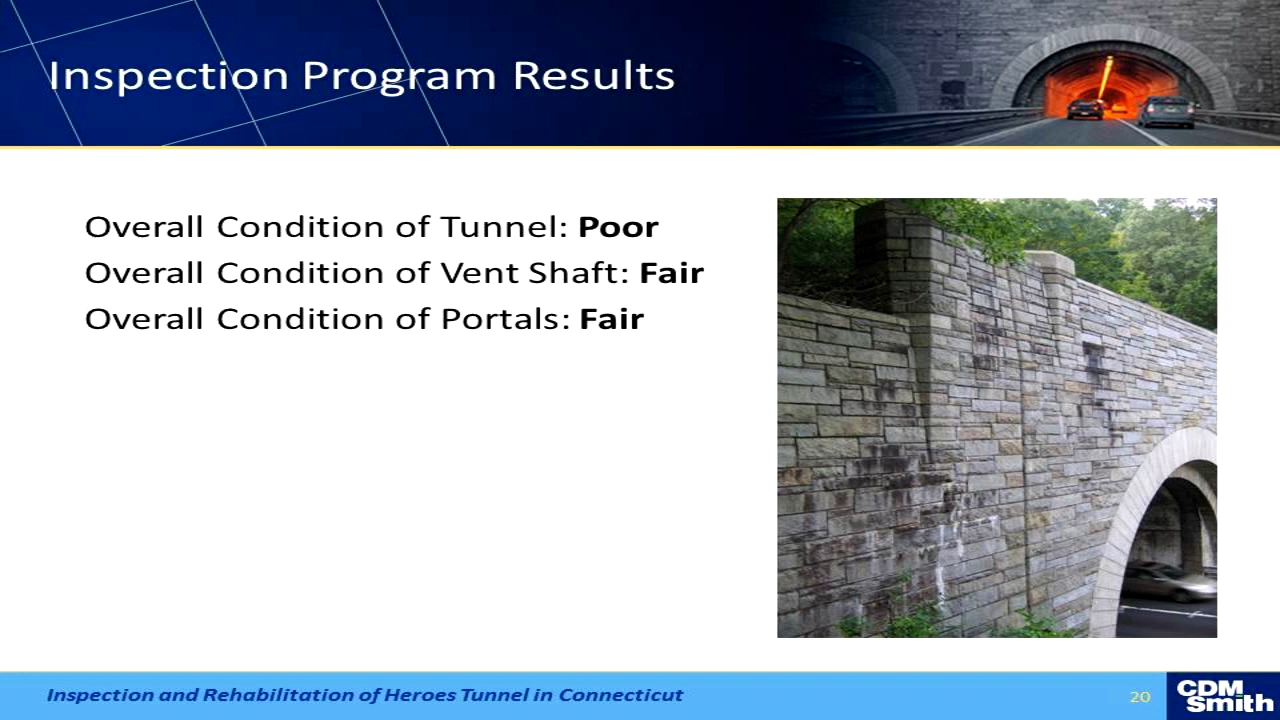 Inspection Program Results
Overall Condition of Tunnel: Poor
Overall Condition of Vent Shaft: Fair
Overall Condition of Portals: Fair
Inspection and Rehabilitation of Heroes Tunnel in Connecticut
20
CDM
Smith